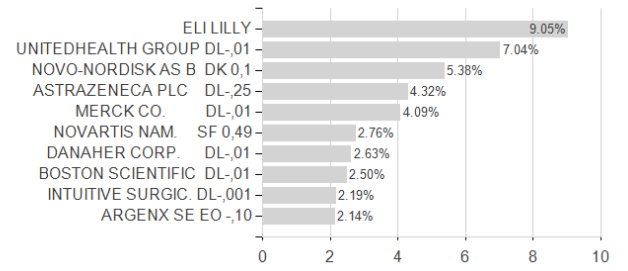 ELI LILLY 9.05%
UNITEDHEALTH GROUP DL-,01 7.04%
NOVO-NORDISK AS B DK 0,1 5.38%
ASTRAZENECA PLC DL-,25 4.32%
MERCK CO. DL-,01 4.09%
NOVARTIS NAM. SF 0,49 2.76%
DANAHER CORP. DL-,01 2.63%
BOSTON SCIENTIFIC DL-,01 2.50%
INTUITIVE SURGIC. DL-,001 2.19%
ARGENX SE EO -,10 2.14%
0 2 4 6 8 10